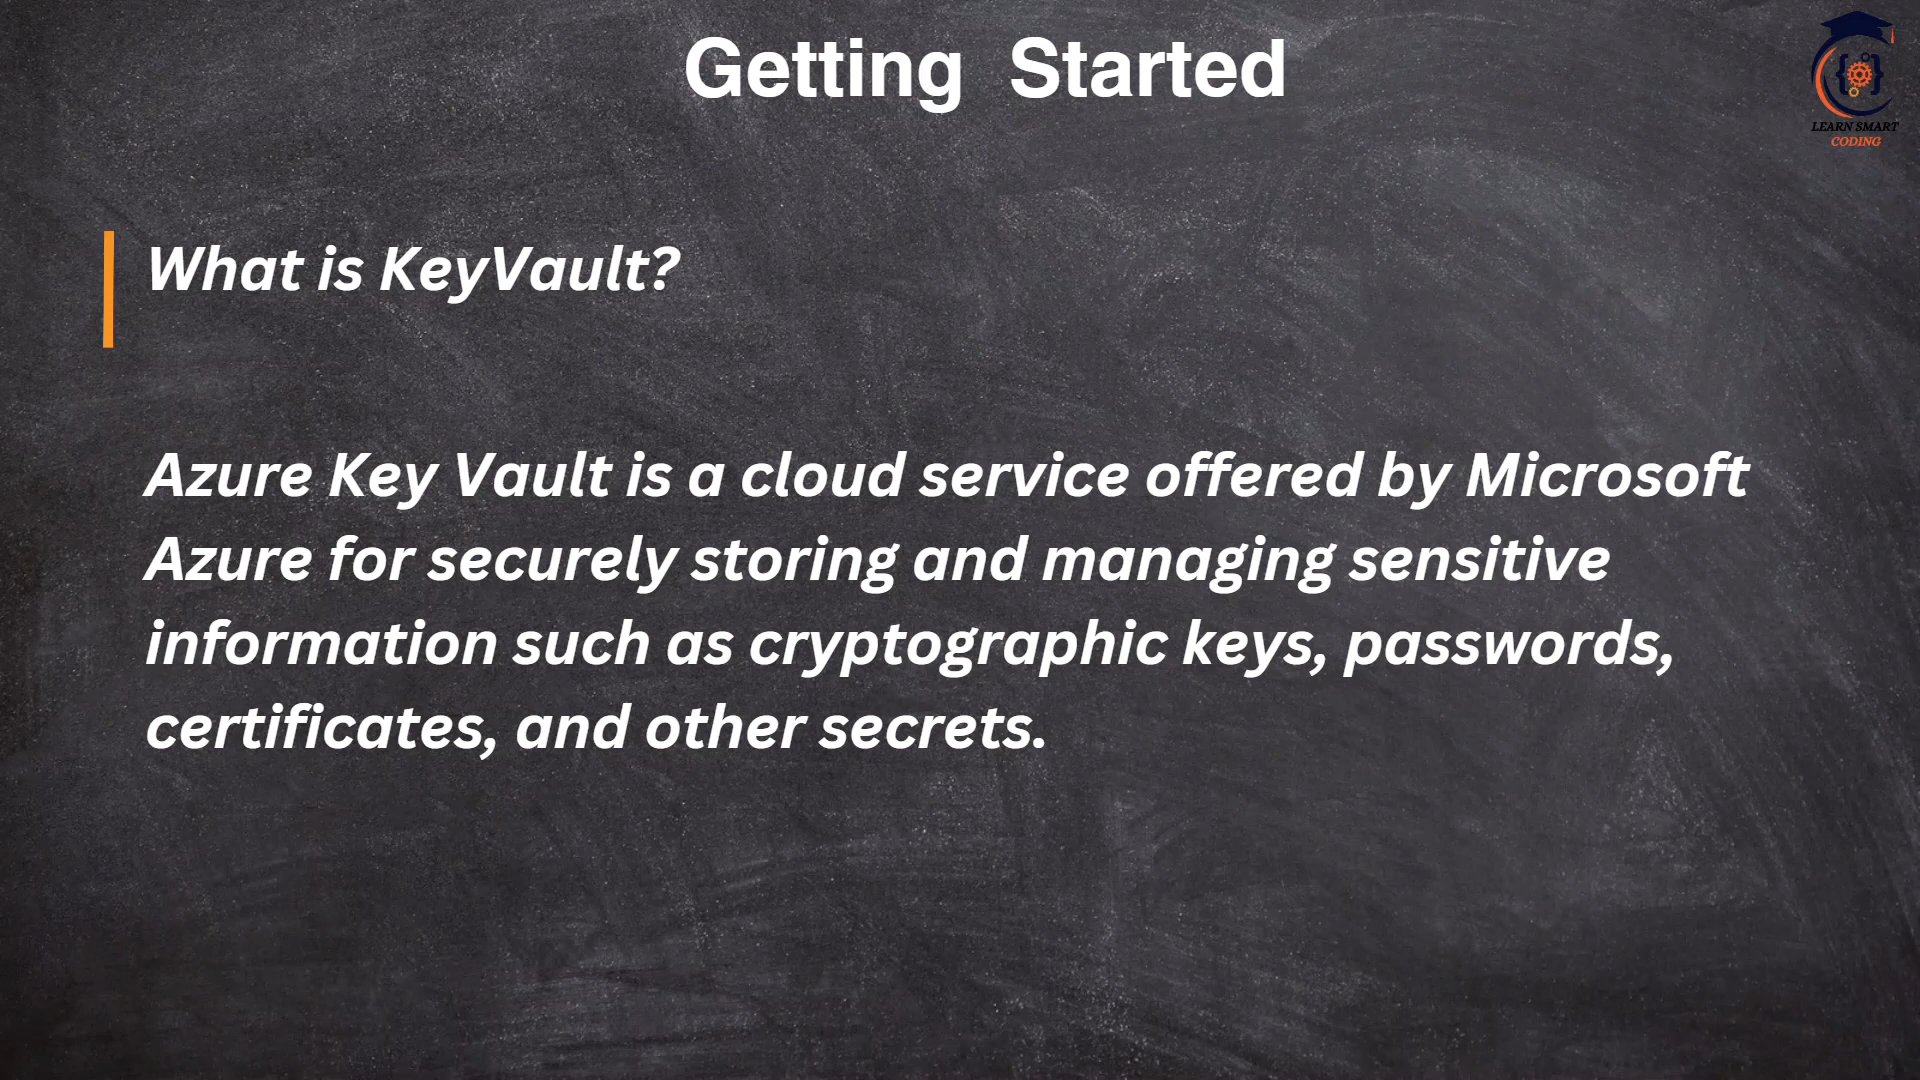 Getting Started
LEARN SMART
CODING
What is KeyVault?
Azure Key Vault is a cloud service offered by Microsoft
Azure for securely storing and managing sensitive
information such as cryptographic keys, passwords,
certificates, and other secrets.